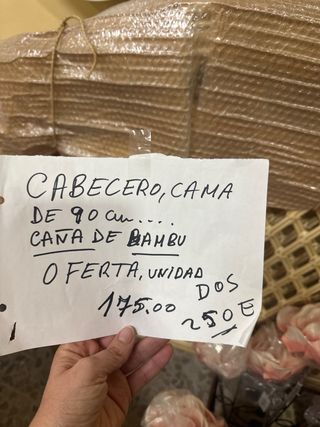 CABECERO, CAMA
DE 90 cm....
CAÑA DE BAMBU
OFERTA, UNIDAD
175.00 DOS
250 E